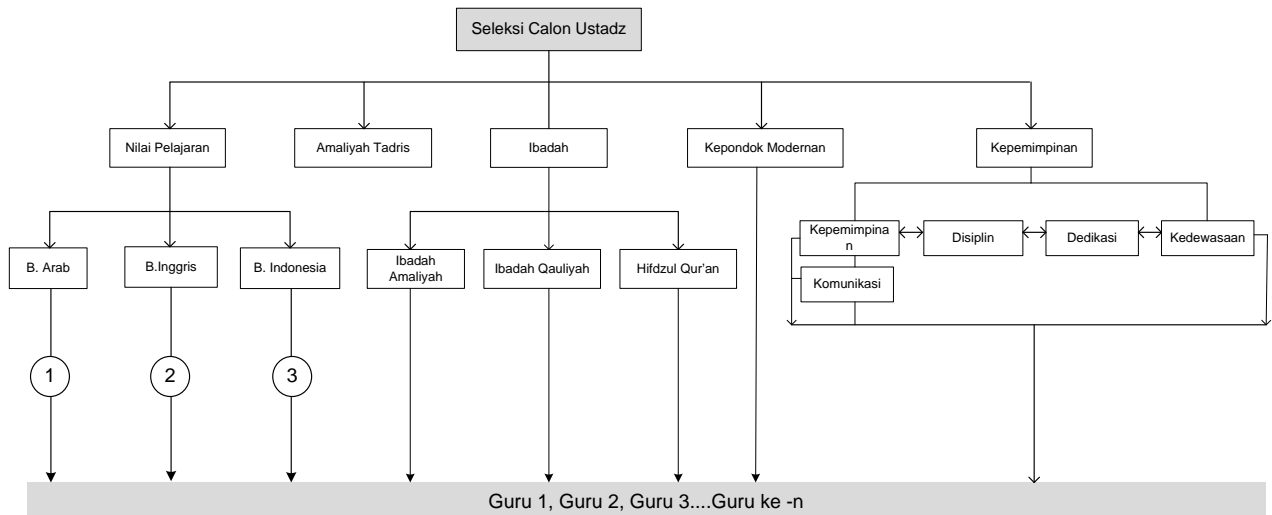 Seleksi Calon Ustadz
Nilai Pelajaran
Amaliyah Tadris
Ibadah
Kepondok Modernan
Kepemimpinan
B. Arab
B.Inggris
B. Indonesia
Ibadah
Amaliyah
Ibadah Qauliyah
Hifdzul Qur'an
Kepemimpina
n
Disiplin
Dedikasi
Kedewasaan
Komunikasi
1
2
3
Guru 1, Guru 2, Guru 3....Guru ke -n